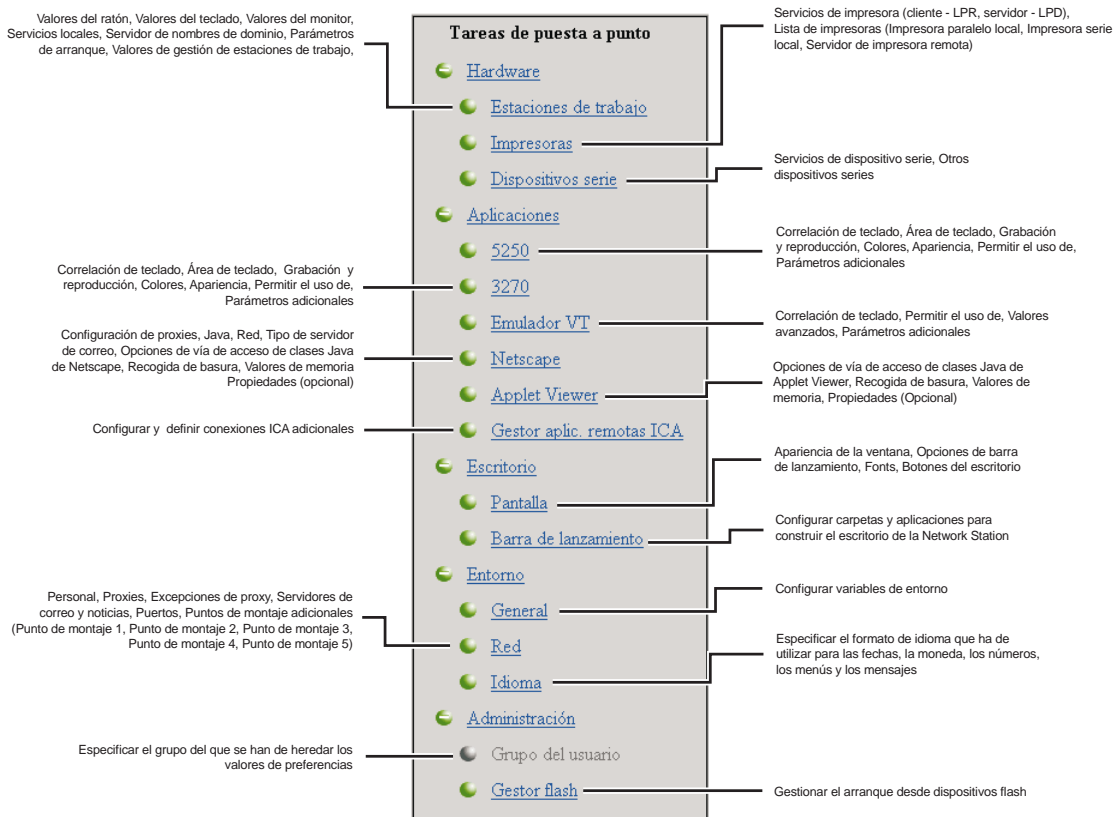 Valores del ratón, Valores del teclado, Valores del monitor,
Servicios locales, Servidor de nombres de dominio, Parámetros
de arranque, Valores de gestión de estaciones de trabajo,
Correlación de teclado, Área de teclado, Grabación y
reproducción, Colores, Apariencia, Permitir el uso de,
Parámetros adicionales
Configuración de proxies, Java, Red, Tipo de servidor
de correo, Opciones de vía de acceso de clases Java
de Netscape, Recogida de basura, Valores de memoria
Propiedades (opcional)
Configurar y definir conexiones ICA adicionales
Personal, Proxies, Excepciones de proxy, Servidores de
correo y noticias, Puertos, Puntos de montaje adicionales
(Punto de montaje 1, Punto de montaje 2, Punto de montaje 3,
Punto de montaje 4, Punto de montaje 5)
Especificar el grupo del que se han de heredar los
valores de preferencias
Tareas de puesta a punto
Hardware
Estaciones de trabajo
Impresoras
Dispositivos serie
Aplicaciones
5250
3270
Emulador VT
Netscape
Applet Viewer
Gestor aplic. remotas ICA
Escritorio
Pantalla
Barra de lanzamiento
Entorno
General
Red
Idioma
Administración
Grupo del usuario
Gestor flash
Servicios de impresora (cliente - LPR, servidor - LPD),
Lista de impresoras (Impresora paralelo local, Impresora serie
local, Servidor de impresora remota)
Servicios de dispositivo serie, Otros
dispositivos series
Correlación de teclado, Área de teclado, Grabación
y reproducción, Colores, Apariencia, Permitir el uso de,
Parámetros adicionales
Correlación de teclado, Permitir el uso de, Valores
avanzados, Parámetros adicionales
Opciones de vía de acceso de clases Java de
Applet Viewer, Recogida de basura, Valores de
memoria, Propiedades (Opcional)
Apariencia de la ventana, Opciones de barra
de lanzamiento, Fonts, Botones del escritorio
Configurar carpetas y aplicaciones para
construir el escritorio de la Network Station
Configurar variables de entorno
Especificar el formato de idioma que ha de
utilizar para las fechas, la moneda, los números,
los menús y los mensajes
Gestionar el arranque desde dispositivos flash